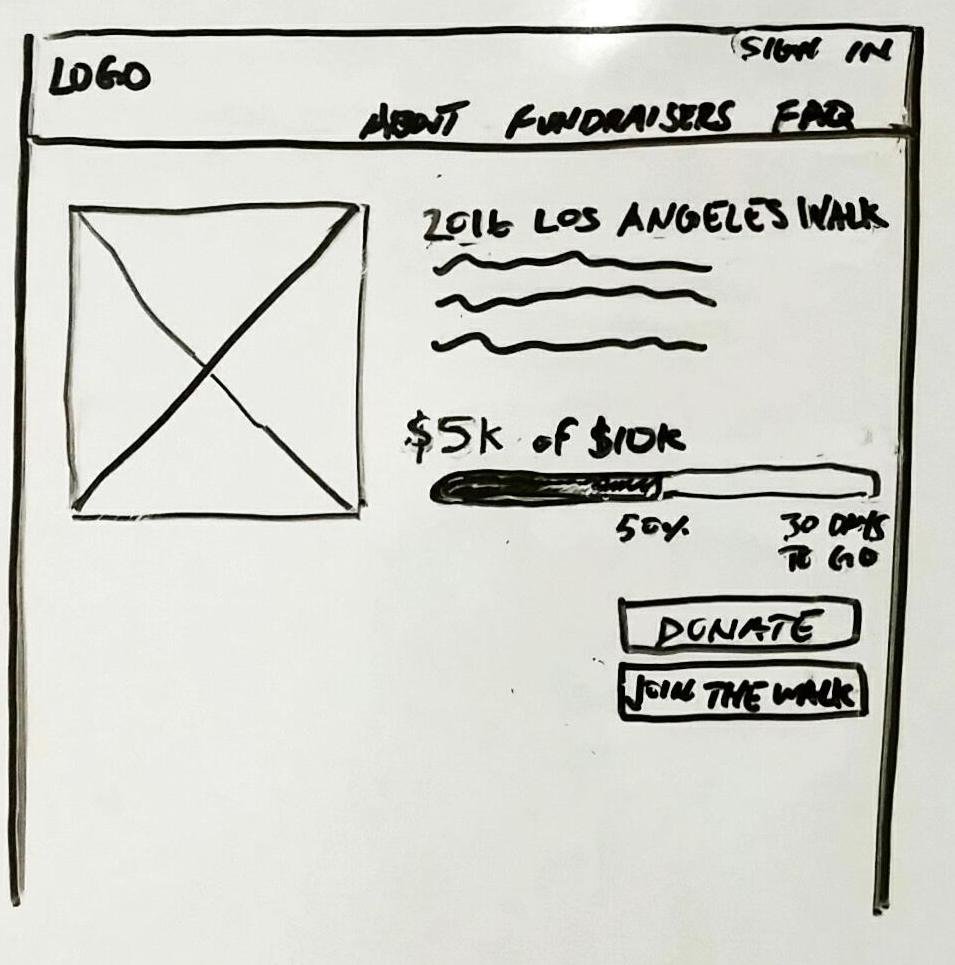 SIGN IN
LOGO
ABOUT FUNDRAISERS FAQ
2016 LOS ANGELES WALK
$5K of $10K
50%
30 DAYS
TO GO
DONATE
JOIN THE WALK